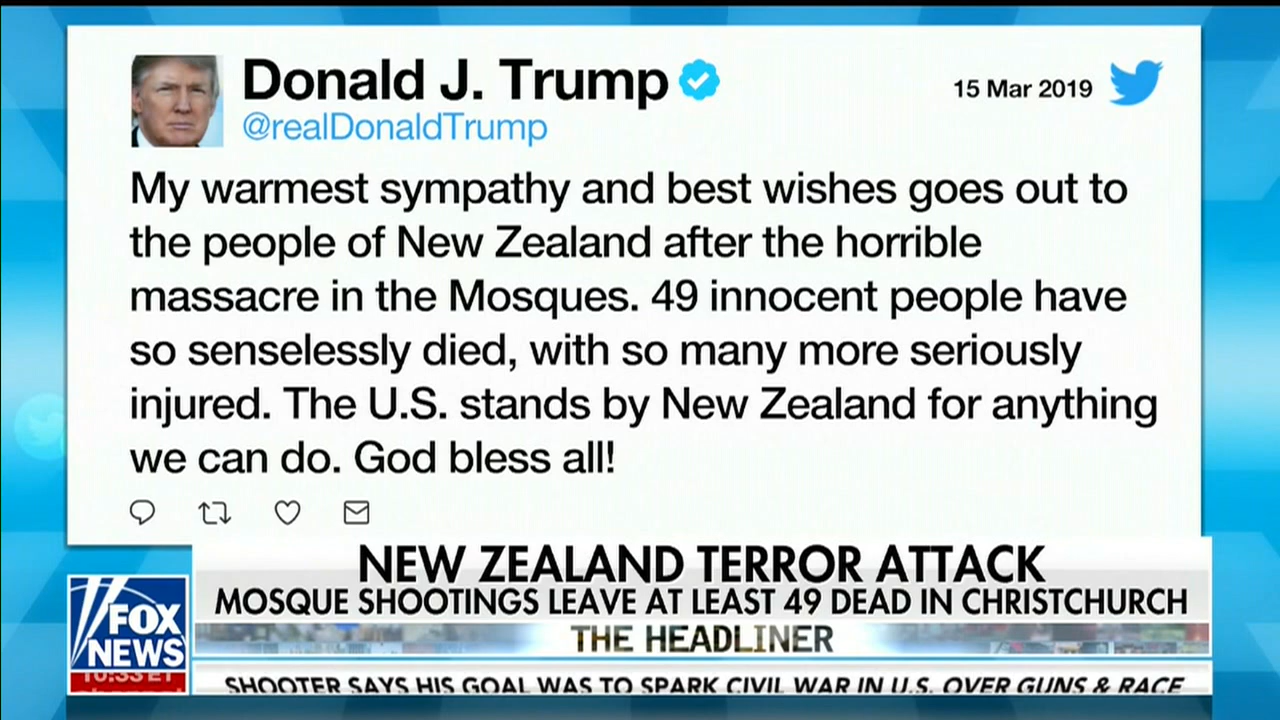 Donald J. Trump
@realDonaldTrump
15 Mar 2019
My warmest sympathy and best wishes goes out to
the people of New Zealand after the horrible
massacre in the Mosques. 49 innocent people have
so senselessly died, with so many more seriously
injured. The U.S. stands by New Zealand for anything
we can do. God bless all!
NEW ZEALAND TERROR ATTACK
MOSQUE SHOOTINGS LEAVE AT LEAST 49 DEAD IN CHRISTCHURCH
THE HEADLINER
FOX
NEWS
10:33 ET
SHOOTER SAYS HIS GOAL WAS TO SPARK CIVIL WAR IN U.S. OVER GUNS & RACE